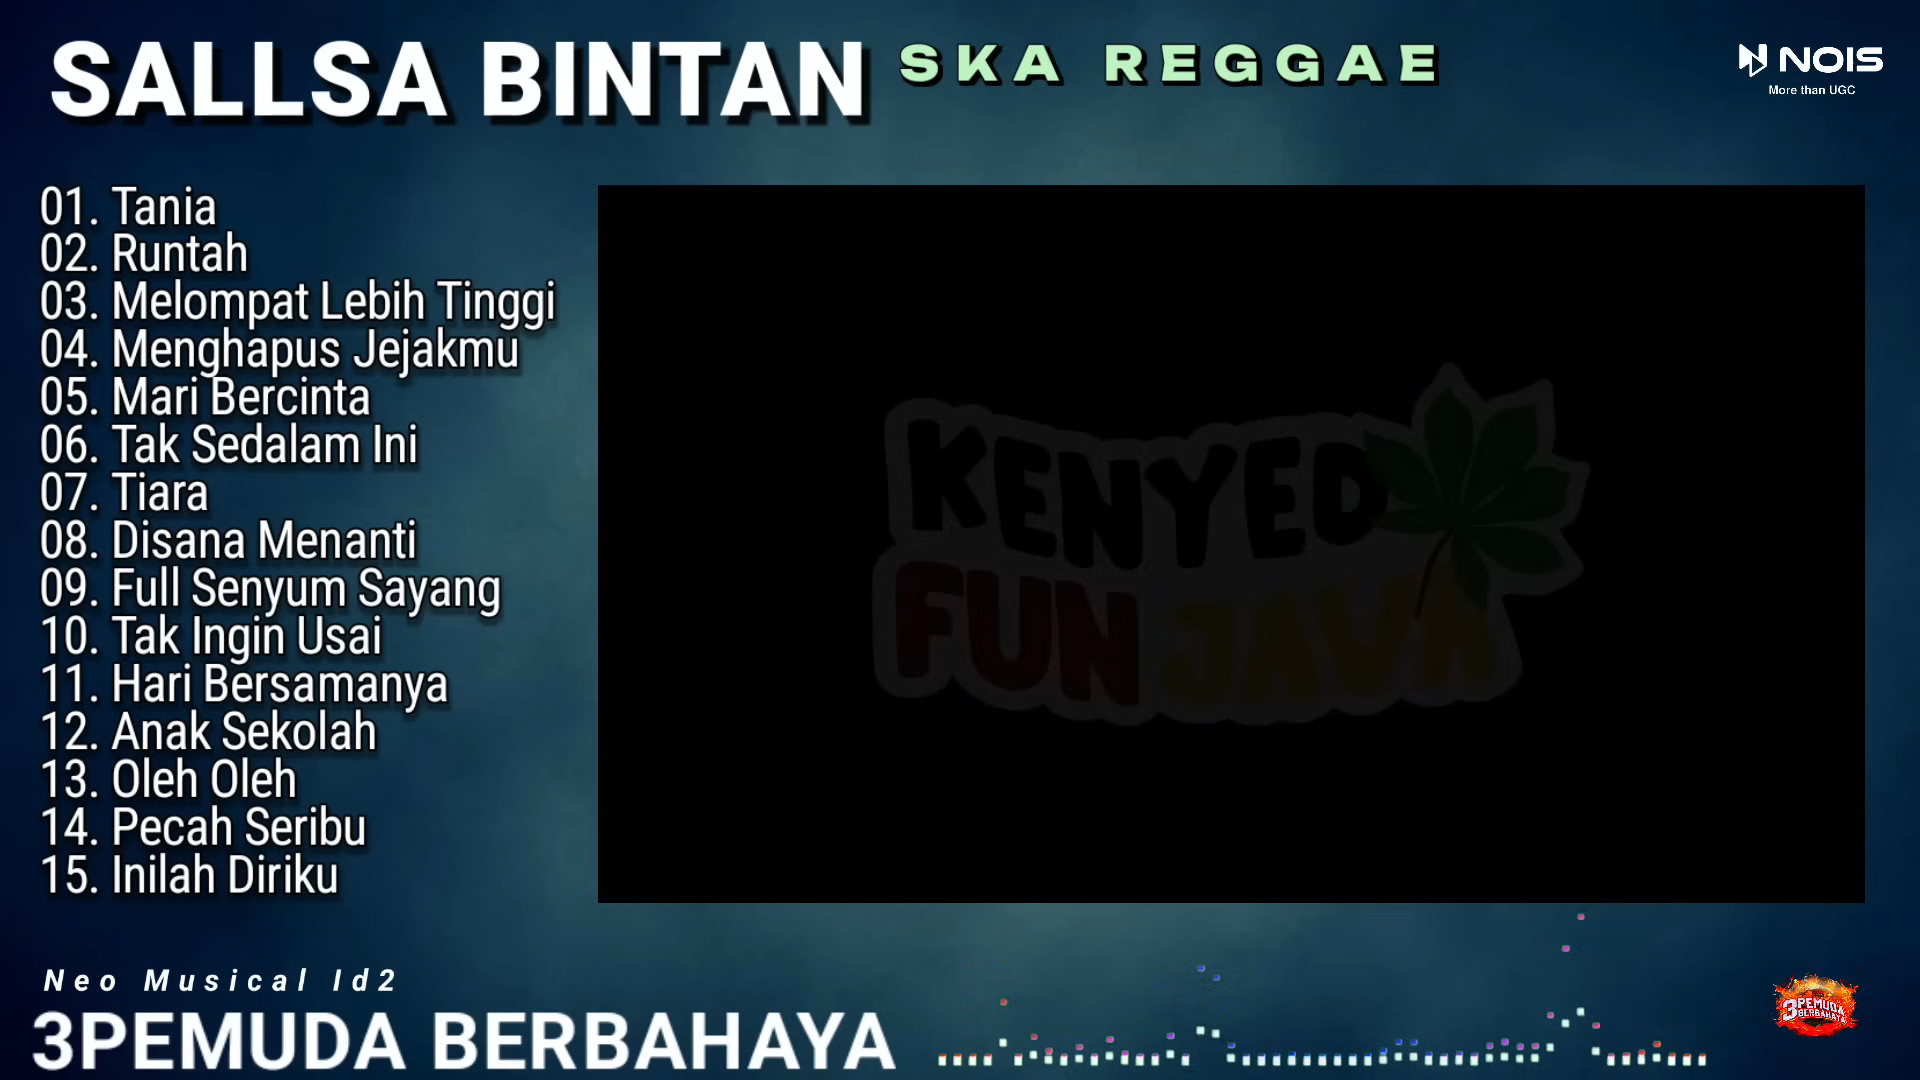 SALLSA BINTAN
SKA REGGAE
NOIS
More than UGC
01. Tania
02. Runtah
03. Melompat Lebih Tinggi
04. Menghapus Jejakmu
05. Mari Bercinta
06. Tak Sedalam Ini
07. Tiara
08. Disana Menanti
09. Full Senyum Sayang
10. Tak Ingin Usai
11. Hari Bersamanya
12. Anak Sekolah
13. Oleh Oleh
14. Pecah Seribu
15. Inilah Diriku
KENYED
FUN JAVA
Neo Musical Id2
3PEMUDA BERBAHAYA
3PEMUDA
BERBAHAYA